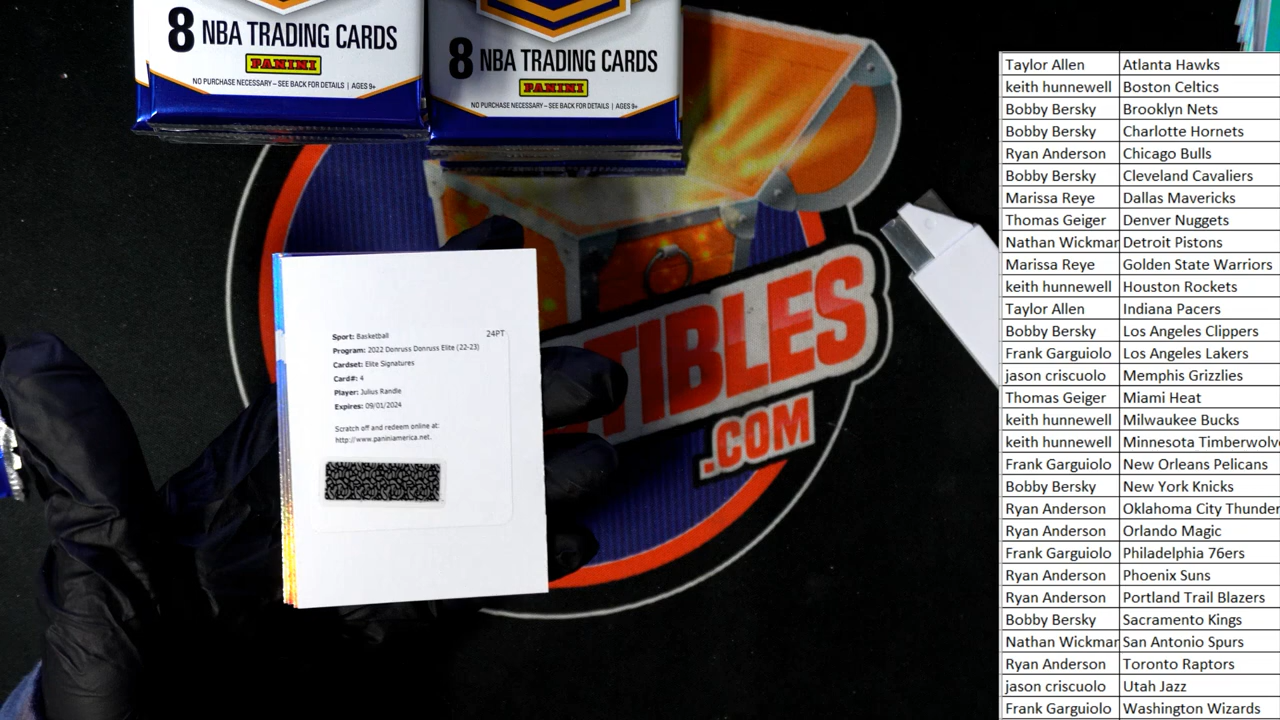 8 NBA TRADING CARDS
PANINI
NO PURCHASE NECESSARY – SEE BACK FOR DETAILS | AGES 9+
8 NBA TRADING CARDS
PANINI
NO PURCHASE NECESSARY – SEE BACK FOR DETAILS | AGES 9+
Sport: Basketball 24PT
Program: 2022 Donruss Donruss Elite (22-23)
Cardset: Elite Signatures
Card#: 4
Player: Julius Randle
Expires: 09/01/2024
Scratch off and redeem online at:
http://www.paniniamerica.net.
IBLES
.COM
Taylor Allen Atlanta Hawks
keith hunnewell Boston Celtics
Bobby Bersky Brooklyn Nets
Bobby Bersky Charlotte Hornets
Ryan Anderson Chicago Bulls
Bobby Bersky Cleveland Cavaliers
Marissa Reye Dallas Mavericks
Thomas Geiger Denver Nuggets
Nathan Wickmar Detroit Pistons
Marissa Reye Golden State Warriors
keith hunnewell Houston Rockets
Taylor Allen Indiana Pacers
Bobby Bersky Los Angeles Clippers
Frank Garguiolo Los Angeles Lakers
jason criscuolo Memphis Grizzlies
Thomas Geiger Miami Heat
keith hunnewell Milwaukee Bucks
keith hunnewell Minnesota Timberwolv
Frank Garguiolo New Orleans Pelicans
Bobby Bersky New York Knicks
Ryan Anderson Oklahoma City Thunder
Ryan Anderson Orlando Magic
Frank Garguiolo Philadelphia 76ers
Ryan Anderson Phoenix Suns
Ryan Anderson Portland Trail Blazers
Bobby Bersky Sacramento Kings
Nathan Wickmar San Antonio Spurs
Ryan Anderson Toronto Raptors
jason criscuolo Utah Jazz
Frank Garguiolo Washington Wizards